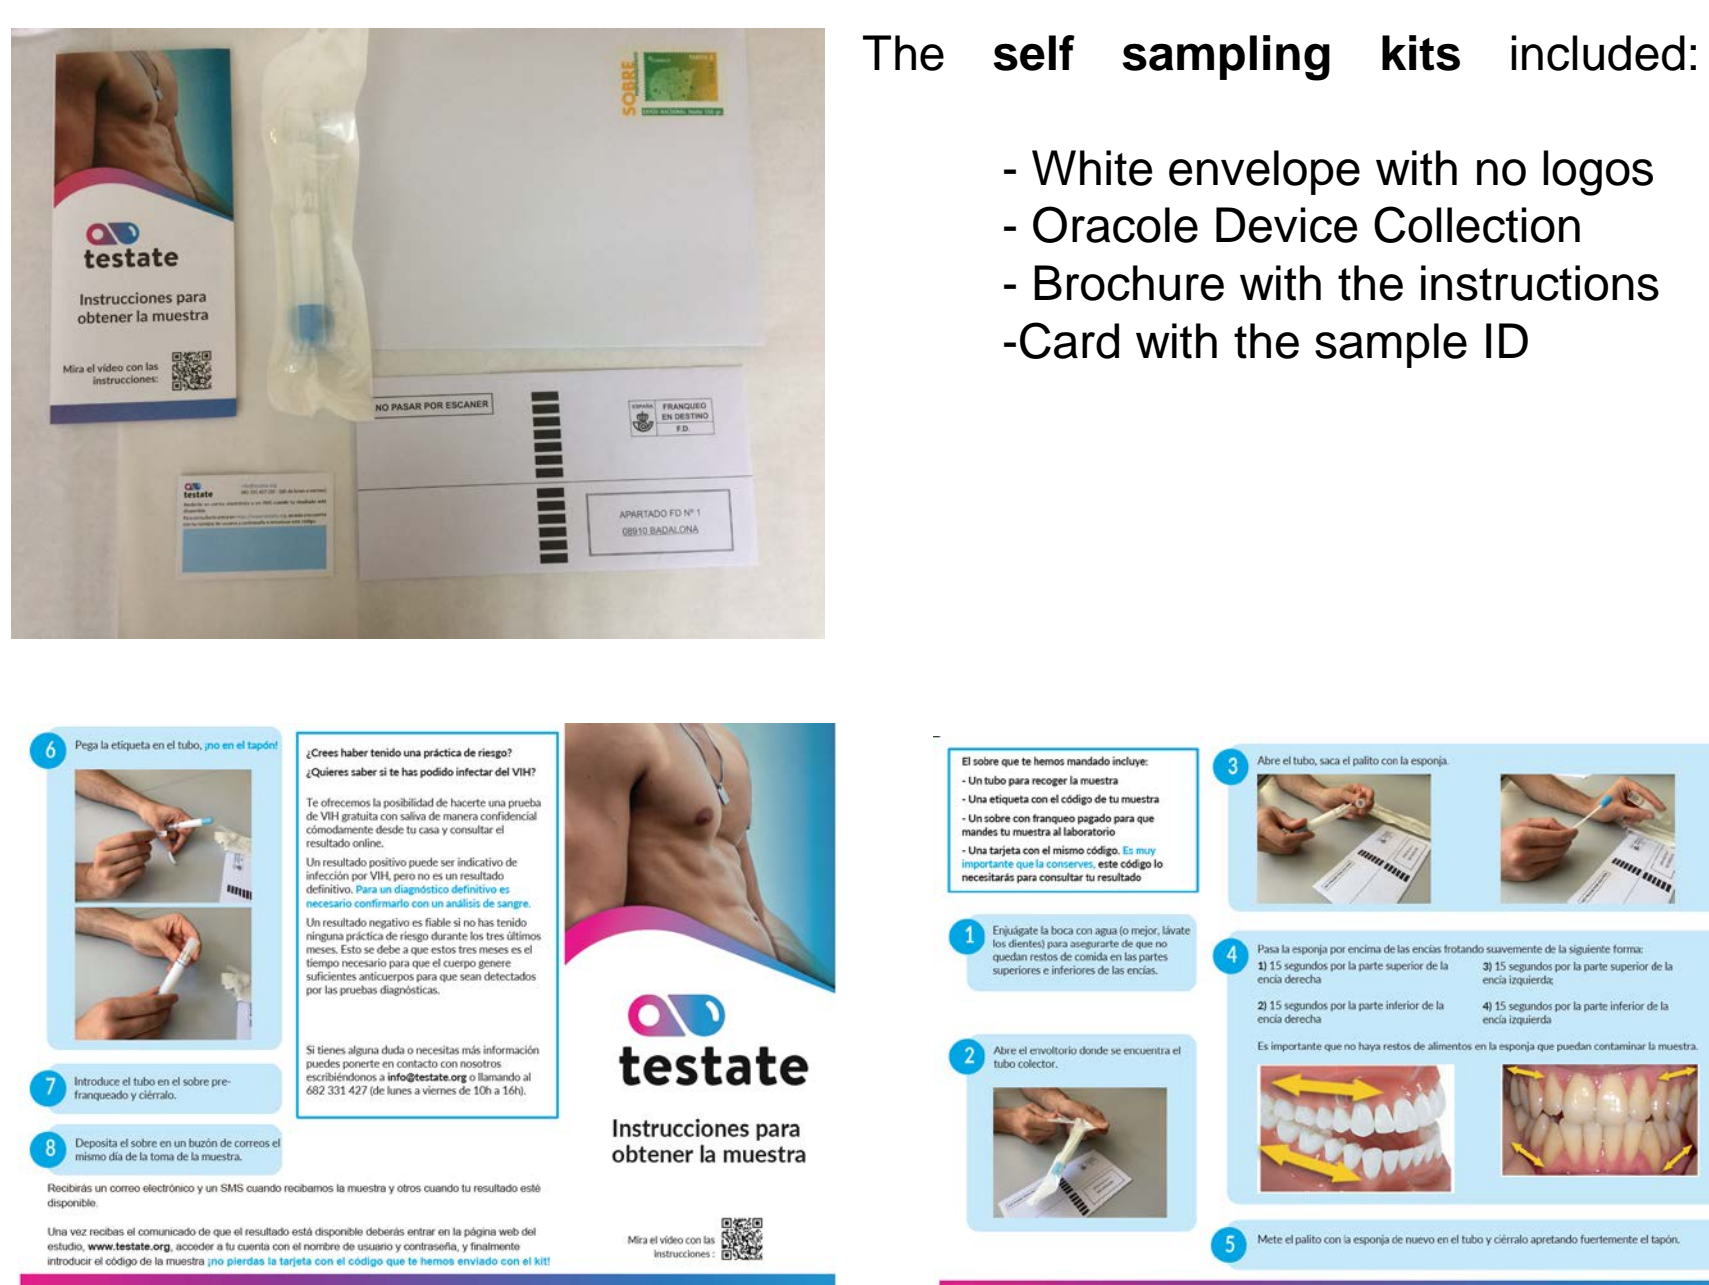 The self sampling kits included:
- White envelope with no logos
- Oracole Device Collection
- Brochure with the instructions
-Card with the sample ID
testate
Instrucciones para
obtener la muestra
Mira el vídeo con las
instrucciones:
SOBRE
NO PASAR POR ESCANER
ESPAÑA
FRANQUEO
EN DESTINO
F.D.
APARTADO FD Nº 1
08910 BADALONA
testate
6
Pega la etiqueta en el tubo, ¡no en el tapón!
7
Introduce el tubo en el sobre pre-
franqueado y ciérralo.
8
Deposita el sobre en un buzón de correos el
mismo día de la toma de la muestra.
¿Crees haber tenido una práctica de riesgo?
¿Quieres saber si te has podido infectar del VIH?
Te ofrecemos la posibilidad de hacerte una prueba
de VIH gratuita con saliva de manera confidencial
cómodamente desde tu casa y consultar el
resultado online.
Un resultado positivo puede ser indicativo de
infección por VIH, pero no es un resultado
definitivo. Para un diagnóstico definitivo es
necesario confirmarlo con un análisis de sangre.
Un resultado negativo es fiable si no has tenido
ninguna práctica de riesgo durante los tres últimos
meses. Esto se debe a que estos tres meses es el
tiempo necesario para que el cuerpo genere
suficientes anticuerpos para que sean detectados
por las pruebas diagnósticas.
Si tienes alguna duda o necesitas más información
puedes ponerte en contacto con nosotros
escribiéndonos a info@testate.org o llamando al
682 331 427 (de lunes a viernes de 10h a 16h).
Recibirás un correo electrónico y un SMS cuando recibamos la muestra y otros cuando tu resultado esté
disponible.
Una vez recibas el comunicado de que el resultado está disponible deberás entrar en la página web del
estudio, www.testate.org, acceder a tu cuenta con el nombre de usuario y contraseña, y finalmente
introducir el código de la muestra ¡no pierdas la tarjeta con el código que te hemos enviado con el kit!
testate
Instrucciones para
obtener la muestra
Mira el vídeo con las
instrucciones :
El sobre que te hemos mandado incluye:
- Un tubo para recoger la muestra
- Una etiqueta con el código de tu muestra
- Un sobre con franqueo pagado para que
mandes tu muestra al laboratorio
- Una tarjeta con el mismo código. Es muy
importante que la conserves, este código lo
necesitarás para consultar tu resultado
1
Enjuágate la boca con agua (o mejor, lávate
los dientes) para asegurarte de que no
quedan restos de comida en las partes
superiores e inferiores de las encías.
2
Abre el envoltorio donde se encuentra el
tubo colector.
3
Abre el tubo, saca el palito con la esponja.
4
Pasa la esponja por encima de las encías frotando suavemente de la siguiente forma:
1) 15 segundos por la parte superior de la
encía derecha
2) 15 segundos por la parte inferior de la
encía derecha
3) 15 segundos por la parte superior de la
encía izquierda;
4) 15 segundos por la parte inferior de la
encía izquierda
Es importante que no haya restos de alimentos en la esponja que puedan contaminar la muestra.
5
Mete el palito con la esponja de nuevo en el tubo y ciérralo apretando fuertemente el tapón.